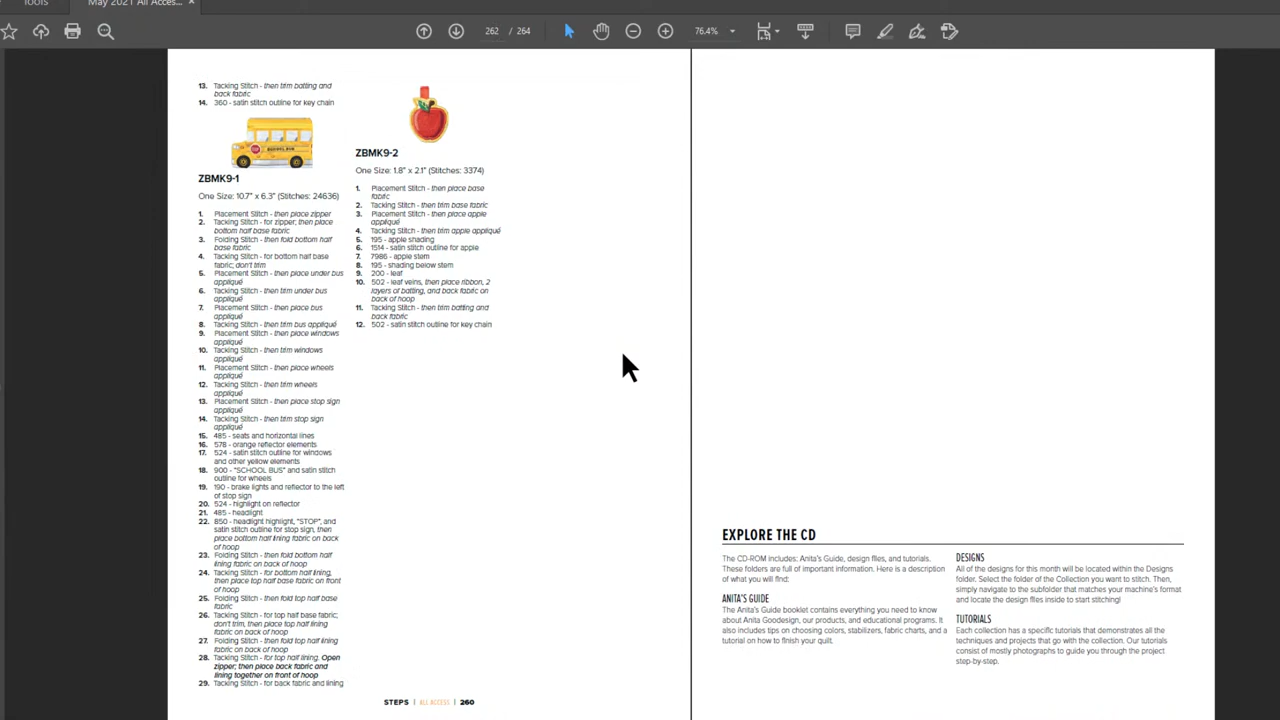 Tools
May 2021 All Acces... ×
262 / 264
76.4%
13. Tacking Stitch - then trim batting and
back fabric
14. 360 - satin stitch outline for key chain
STOP
SCHOOL BUS
ZBMK9-1
One Size: 10.7" x 6.3" (Stitches: 24636)
1. Placement Stitch - then place zipper
2. Tacking Stitch - for zipper; then place
bottom half base fabric
3. Folding Stitch - then fold bottom half
base fabric
4. Tacking Stitch - for bottom half base
fabric; don't trim
5. Placement Stitch - then place under bus
appliqué
6. Tacking Stitch - then trim under bus
appliqué
7. Placement Stitch - then place bus
appliqué
8. Tacking Stitch - then trim bus appliqué
9. Placement Stitch - then place windows
appliqué
10. Tacking Stitch - then trim windows
appliqué
11. Placement Stitch - then place wheels
appliqué
12. Tacking Stitch - then trim wheels
appliqué
13. Placement Stitch - then place stop sign
appliqué
14. Tacking Stitch - then trim stop sign
appliqué
15. 485 - seats and horizontal lines
16. 578 - orange reflector elements
17. 524 - satin stitch outline for windows
and other yellow elements
18. 900 - "SCHOOL BUS" and satin stitch
outline for wheels
19. 190 - brake lights and reflector to the left
of stop sign
20. 524 - highlight on reflector
21. 485 - headlight
22. 850 - headlight highlight, "STOP", and
satin stitch outline for stop sign, then
place bottom half lining fabric on back
of hoop
23. Folding Stitch - then fold bottom half
lining fabric on back of hoop
24. Tacking Stitch - for bottom half lining,
then place top half base fabric on front
of hoop
25. Folding Stitch - then fold top half base
fabric
26. Tacking Stitch - for top half base fabric;
don't trim, then place top half lining
fabric on back of hoop
27. Folding Stitch - then fold top half lining
fabric on back of hoop
28. Tacking Stitch - for top half lining. Open
zipper; then place back fabric and
lining together on front of hoop
29. Tacking Stitch - for back fabric and lining
ZBMK9-2
One Size: 1.8" x 2.1" (Stitches: 3374)
1. Placement Stitch - then place base
fabric
2. Tacking Stitch - then trim base fabric
3. Placement Stitch - then place apple
appliqué
4. Tacking Stitch - then trim apple appliqué
5. 195 - apple shading
6. 1514 - satin stitch outline for apple
7. 7986 - apple stem
8. 195 - shading below stem
9. 200 - leaf
10. 502 - leaf veins, then place ribbon, 2
layers of batting, and back fabric on
back of hoop
11. Tacking Stitch - then trim batting and
back fabric
12. 502 - satin stitch outline for key chain
STEPS | ALL ACCESS | 260
EXPLORE THE CD
The CD-ROM includes: Anita's Guide, design files, and tutorials.
These folders are full of important information. Here is a description
of what you will find:
ANITA'S GUIDE
The Anita's Guide booklet contains everything you need to know
about Anita Goodesign, our products, and educational programs. It
also includes tips on choosing colors, stabilizers, fabric charts, and a
tutorial on how to finish your quilt.
DESIGNS
All of the designs for this month will be located within the Designs
folder. Select the folder of the Collection you want to stitch. Then,
simply navigate to the subfolder that matches your machine's format
and locate the design files inside to start stitching!
TUTORIALS
Each collection has a specific tutorials that demonstrates all the
techniques and projects that go with the collection. Our tutorials
consist of mostly photographs to guide you through the project
step-by-step.